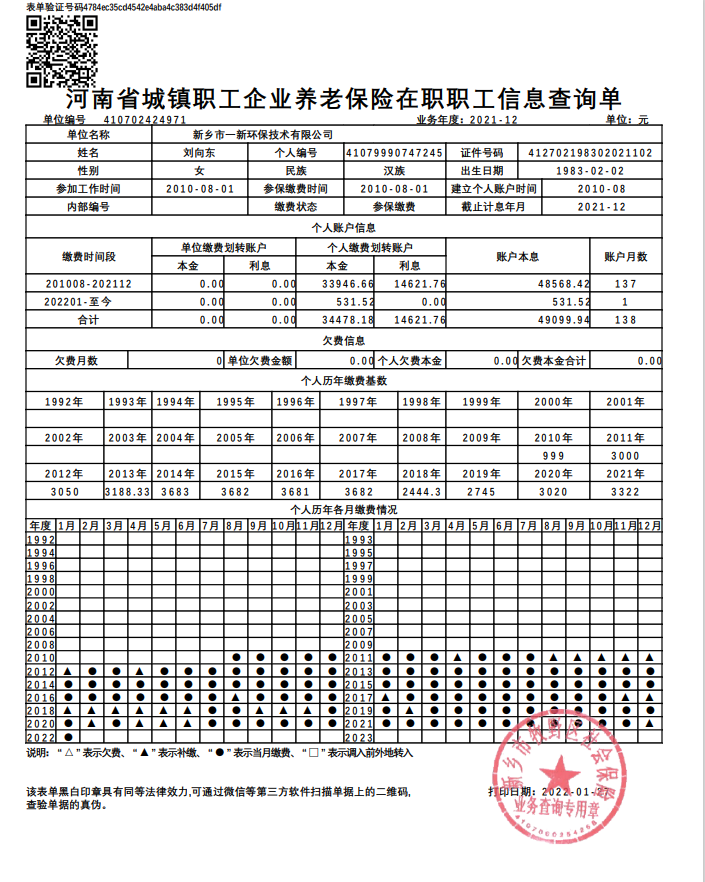 表单验证号码4784ec35cd4542e4aba4c383d4f405df
河南省城镇职工企业养老保险在职职工信息查询单
单位编号 410702424971 业务年度：2021-12 单位：元
单位名称 新乡市一新环保技术有限公司
姓名 刘向东 个人编号 41079990747245 证件号码 412702198302021102
性别 女 民族 汉族 出生日期 1983-02-02
参加工作时间 2010-08-01 参保缴费时间 2010-08-01 建立个人账户时间 2010-08
内部编号 缴费状态 参保缴费 截止计息年月 2021-12
个人账户信息
缴费时间段 单位缴费划转账户 个人缴费划转账户 账户本息 账户月数
本金 利息 本金 利息
201008-202112 0.00 0.00 33946.66 14621.76 48568.42 137
202201-至今 0.00 0.00 531.52 0.00 531.52 1
合计 0.00 0.00 34478.18 14621.76 49099.94 138
欠费信息
欠费月数 0 单位欠费金额 0.00 个人欠费本金 0.00 欠费本金合计 0.00
个人历年缴费基数
1992年 1993年 1994年 1995年 1996年 1997年 1998年 1999年 2000年 2001年
2002年 2003年 2004年 2005年 2006年 2007年 2008年 2009年 2010年 2011年
999 3000
2012年 2013年 2014年 2015年 2016年 2017年 2018年 2019年 2020年 2021年
3050 3188.33 3683 3682 3681 3682 2444.3 2745 3020 3322
个人历年各月缴费情况
年度 1月 2月 3月 4月 5月 6月 7月 8月 9月 10月 11月 12月 年度 1月 2月 3月 4月 5月 6月 7月 8月 9月 10月 11月 12月
1992 1993
1994 1995
1996 1997
1998 1999
2000 2001
2002 2003
2004 2005
2006 2007
2008 2009
2010 ● ● ● ● ● 2011 ● ● ● ▲ ● ● ● ▲ ▲ ▲ ▲ ▲
2012 ▲ ● ● ▲ ● ● ● ● ● ● ● ● 2013 ● ● ● ● ● ● ● ● ● ● ● ●
2014 ● ● ● ● ● ● ● ● ● ● ● ● 2015 ● ● ● ● ● ● ● ● ● ● ● ●
2016 ● ● ● ● ● ● ● ▲ ● ● ● ● 2017 ▲ ● ● ● ● ● ● ● ● ● ▲ ▲
2018 ▲ ▲ ▲ ▲ ▲ ▲ ● ● ▲ ▲ ▲ ● 2019 ● ▲ ● ● ● ● ● ● ● ● ● ●
2020 ● ▲ ● ▲ ▲ ▲ ● ● ● ● ● ● 2021 ● ● ● ● ● ● ● ● ● ● ● ▲
2022 ● 2023
说明："△"表示欠费、"▲"表示补缴、"●"表示当月缴费、"□"表示调入前外地转入
该表单黑白印章具有同等法律效力,可通过微信等第三方软件扫描单据上的二维码,
查验单据的真伪。
打印日期：2022-01-27
新乡市牧野区社会保险
业务查询专用章